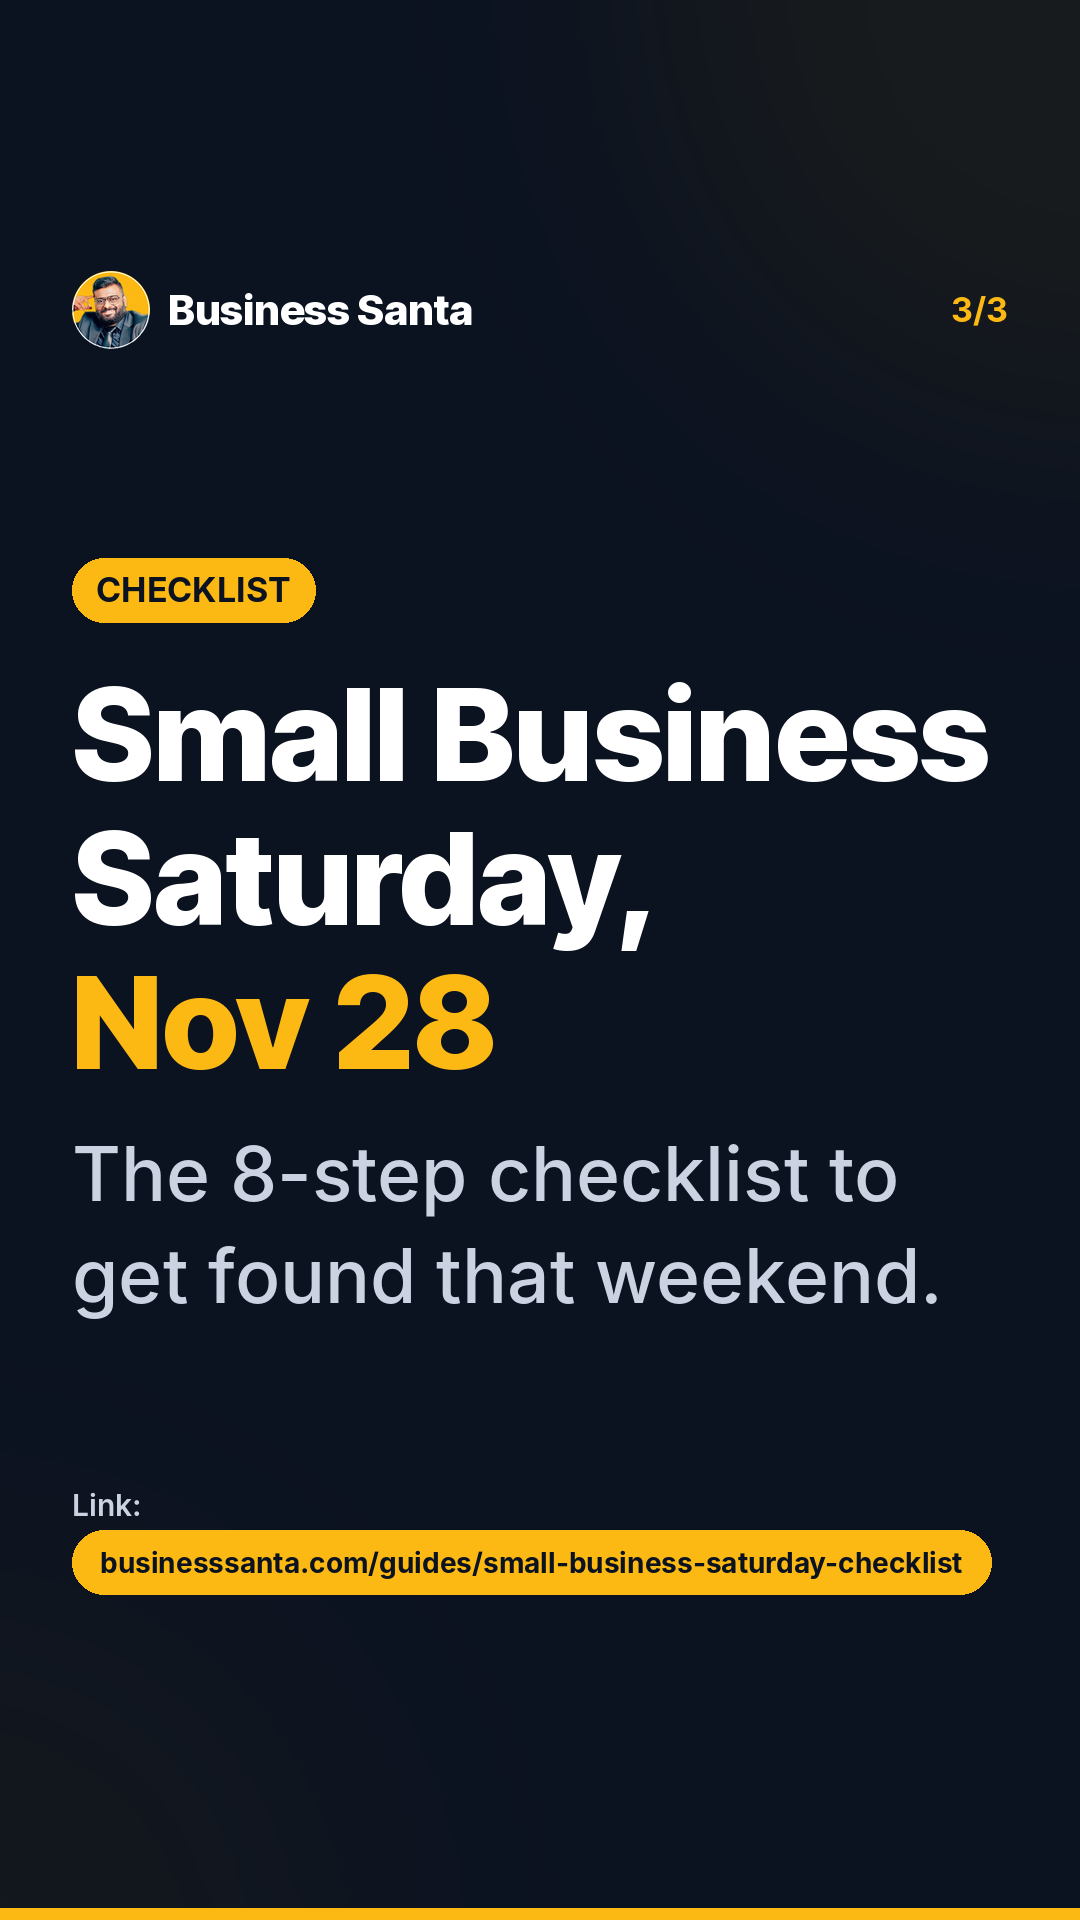 Business Santa
3/3
CHECKLIST
Small Business
Saturday,
Nov 28
The 8-step checklist to
get found that weekend.
Link:
businesssanta.com/guides/small-business-saturday-checklist